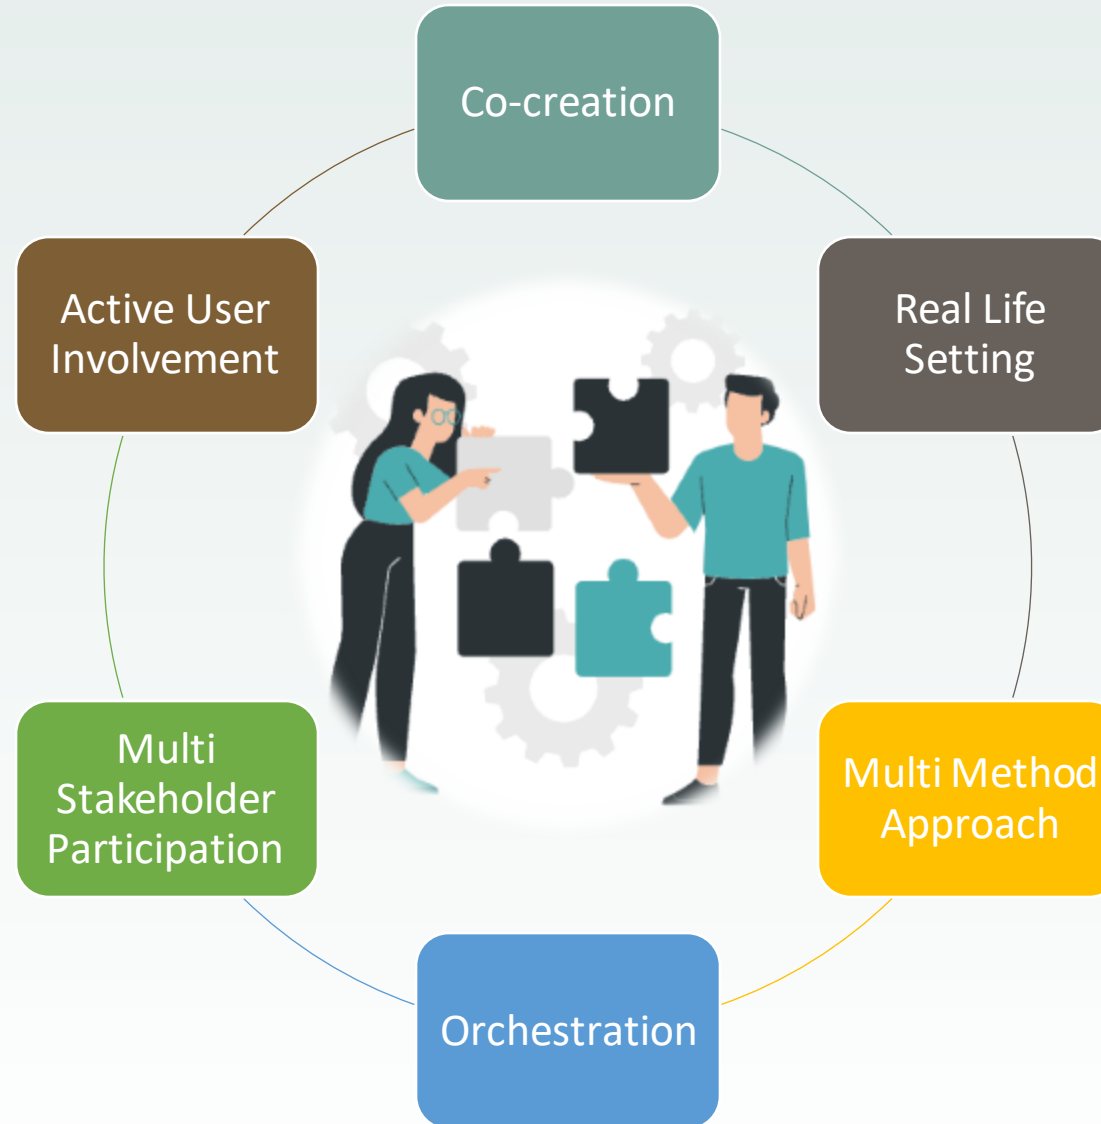 Co-creation
Active User
Involvement
Real Life
Setting
Multi
Stakeholder
Participation
Multi Method
Approach
Orchestration